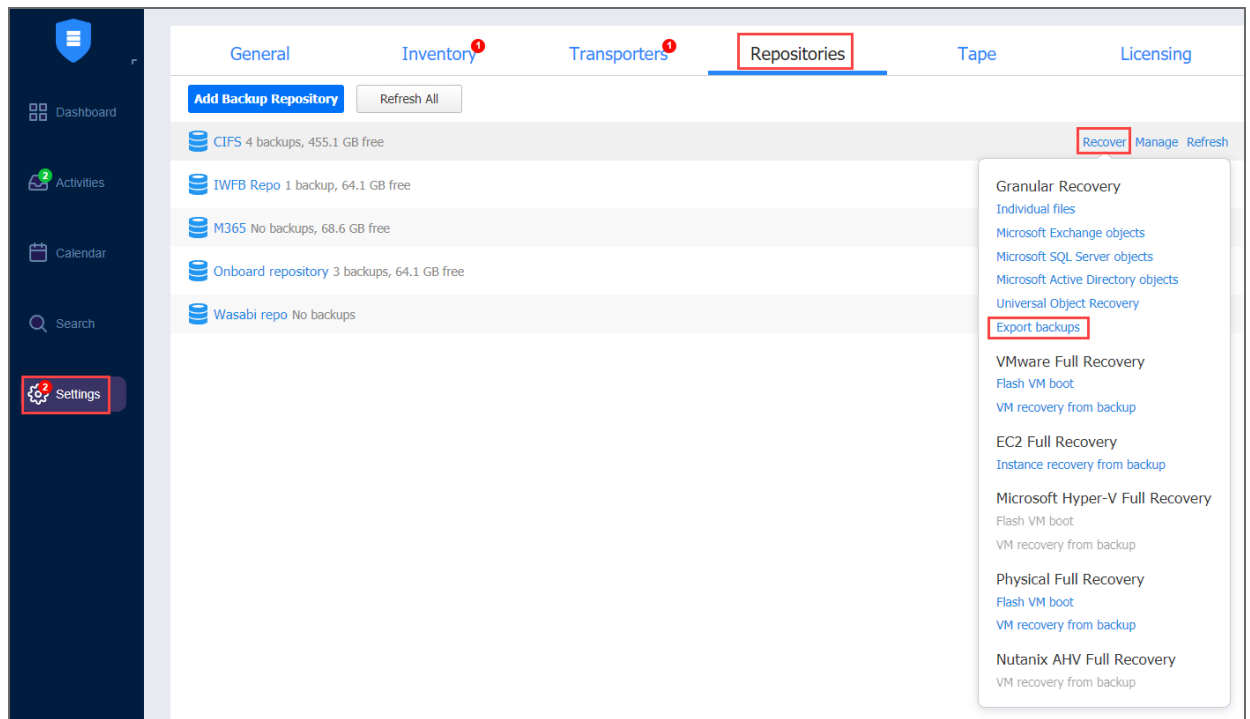 General
Inventory 1
Transporters 1
Repositories
Tape
Licensing
Add Backup Repository
Refresh All
Dashboard
2
Activities
Calendar
Search
2
Settings
CIFS 4 backups, 455.1 GB free
Recover Manage Refresh
IWFB Repo 1 backup, 64.1 GB free
M365 No backups, 68.6 GB free
Onboard repository 3 backups, 64.1 GB free
Wasabi repo No backups
Granular Recovery
Individual files
Microsoft Exchange objects
Microsoft SQL Server objects
Microsoft Active Directory objects
Universal Object Recovery
Export backups
VMware Full Recovery
Flash VM boot
VM recovery from backup
EC2 Full Recovery
Instance recovery from backup
Microsoft Hyper-V Full Recovery
Flash VM boot
VM recovery from backup
Physical Full Recovery
Flash VM boot
VM recovery from backup
Nutanix AHV Full Recovery
VM recovery from backup